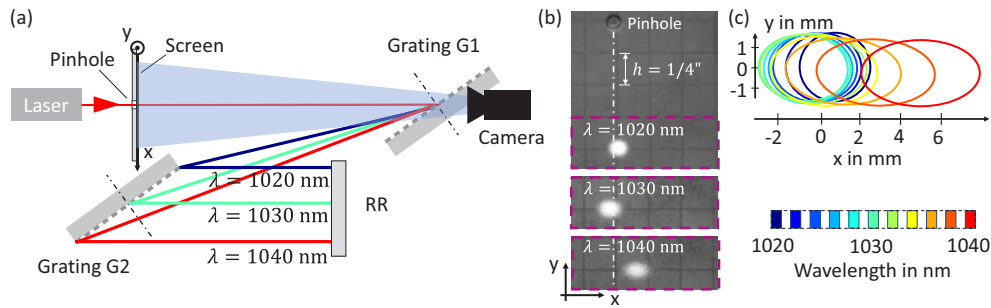 (a)
y
Screen
Pinhole
Grating G1
Laser
Camera
x
λ = 1020 nm
λ = 1030 nm
RR
λ = 1040 nm
Grating G2
(b)
Pinhole
h = 1/4"
λ = 1020 nm
λ = 1030 nm
λ = 1040 nm
y
x
(c)
y in mm
1
0
-1
-2 0 2 4 6
x in mm
1020 1030 1040
Wavelength in nm